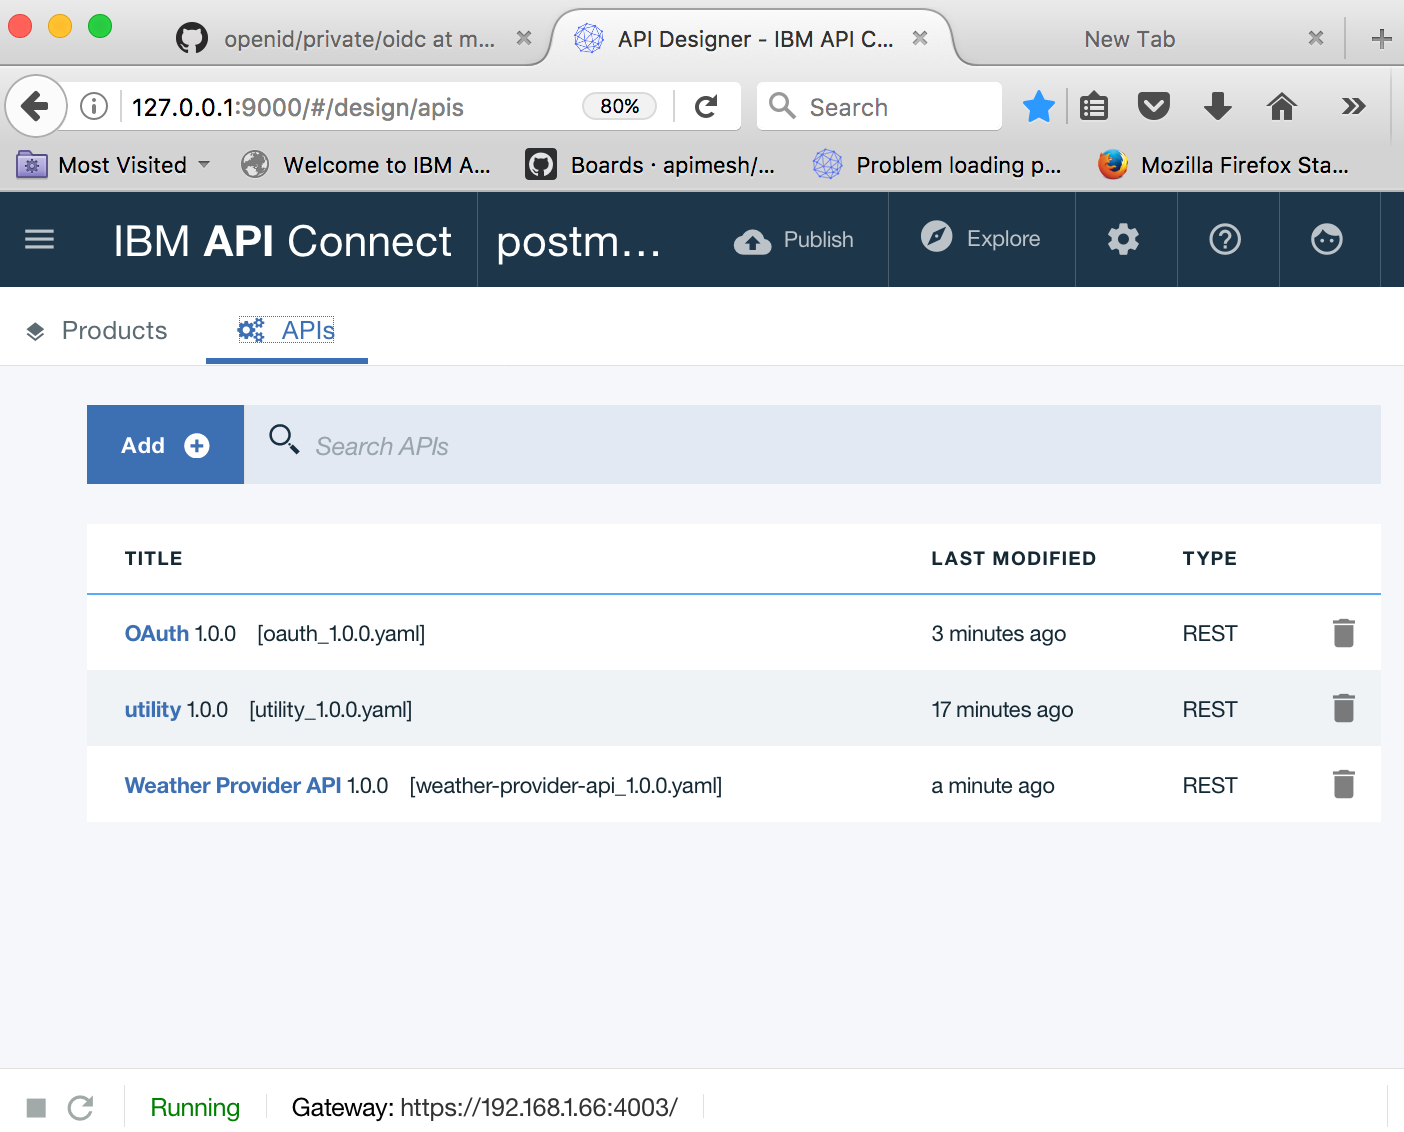 openid/private/oidc at m...
API Designer - IBM API C...
New Tab
127.0.0.1:9000/#/design/apis
80%
Search
Most Visited
Welcome to IBM A...
Boards · apimesh/...
Problem loading p...
Mozilla Firefox Sta...
IBM API Connect
postm...
Publish
Explore
Products
APIs
Add
Search APIs
TITLE LAST MODIFIED TYPE
OAuth 1.0.0 [oauth_1.0.0.yaml] 3 minutes ago REST
utility 1.0.0 [utility_1.0.0.yaml] 17 minutes ago REST
Weather Provider API 1.0.0 [weather-provider-api_1.0.0.yaml] a minute ago REST
Running
Gateway: https://192.168.1.66:4003/